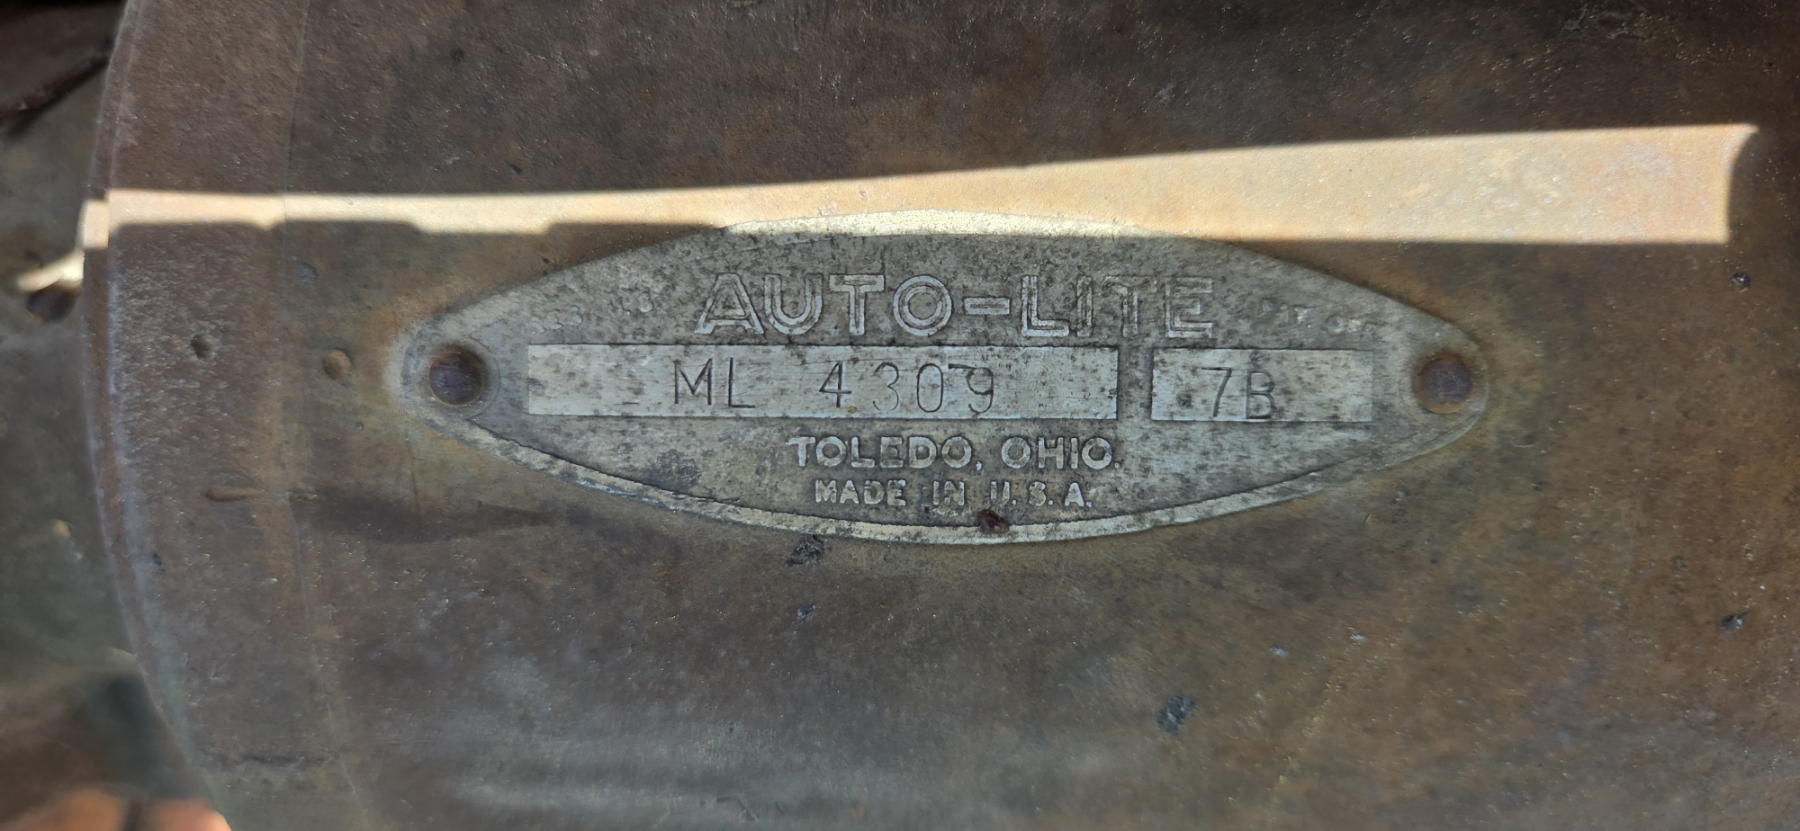 AUTO-LITE
ML 4309 7B
TOLEDO, OHIO.
MADE IN U.S.A.